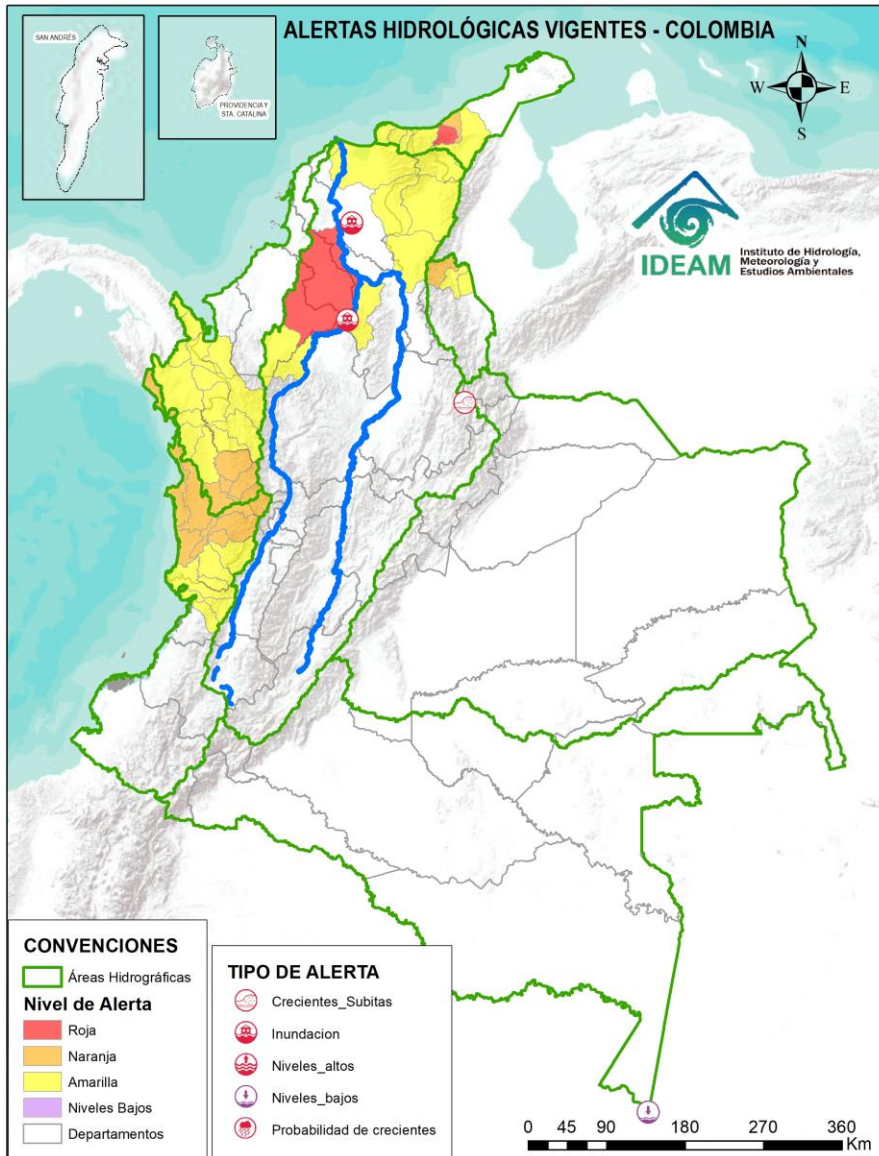 ALERTAS HIDROLÓGICAS VIGENTES - COLOMBIA
SAN ANDRÉS
PROVIDENCIA Y
STA. CATALINA
N
W
E
S
IDEAM
Instituto de Hidrología,
Meteorología y
Estudios Ambientales
CONVENCIONES
Áreas Hidrográficas
Nivel de Alerta
Roja
Naranja
Amarilla
Niveles Bajos
Departamentos
TIPO DE ALERTA
Crecientes_Subitas
Inundacion
Niveles_altos
Niveles_bajos
Probabilidad de crecientes
0 45 90 180 270 360
Km